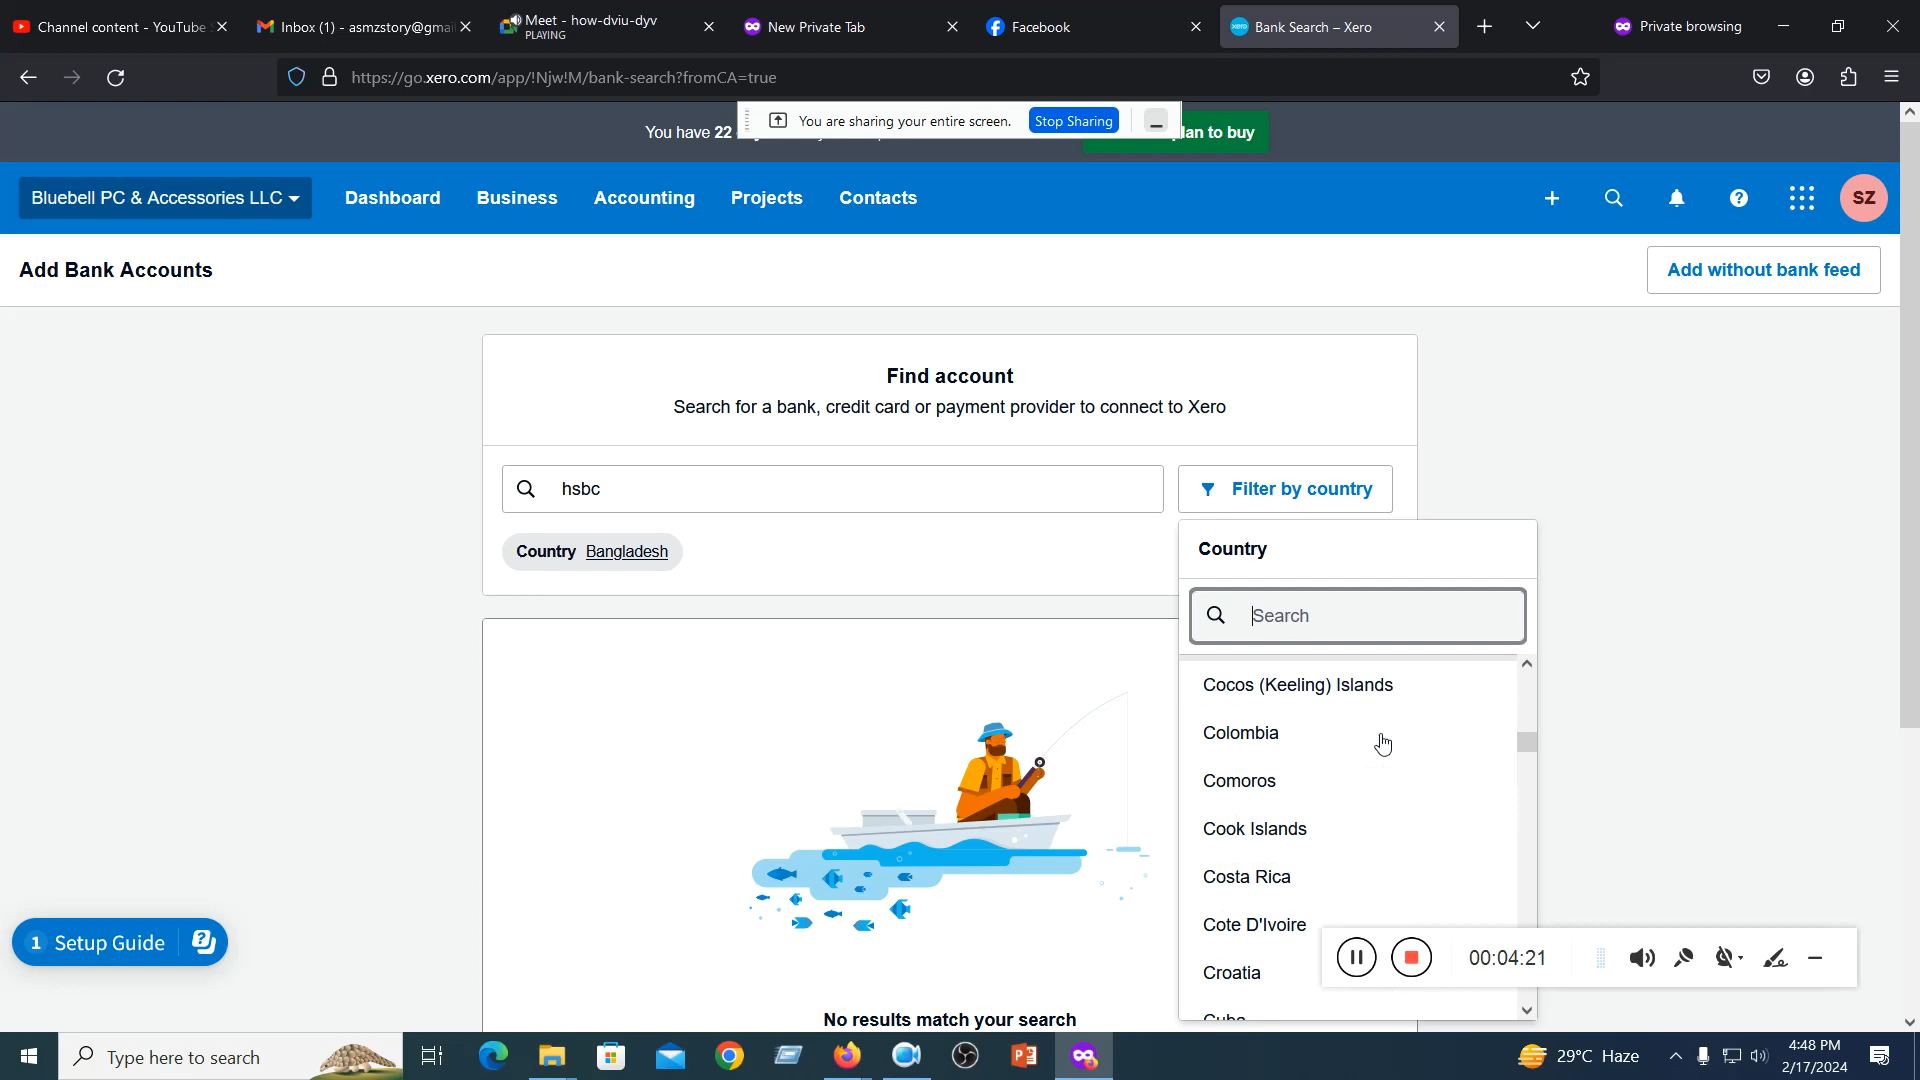 Channel content - YouTube
Inbox (1) - asmzstory@gmai
Meet - how-dviu-dyv
PLAYING
New Private Tab
Facebook
Bank Search – Xero
Private browsing
https://go.xero.com/app/!Njw!M/bank-search?fromCA=true
You are sharing your entire screen.
Stop Sharing
You have 22
lan to buy
Bluebell PC & Accessories LLC
Dashboard
Business
Accounting
Projects
Contacts
SZ
Add Bank Accounts
Add without bank feed
Find account
Search for a bank, credit card or payment provider to connect to Xero
hsbc
Filter by country
Country Bangladesh
Country
Search
Cocos (Keeling) Islands
Colombia
Comoros
Cook Islands
Costa Rica
Cote D'Ivoire
Croatia
Cuba
1 Setup Guide
00:04:21
No results match your search
Type here to search
29°C Haze
4:48 PM
2/17/2024